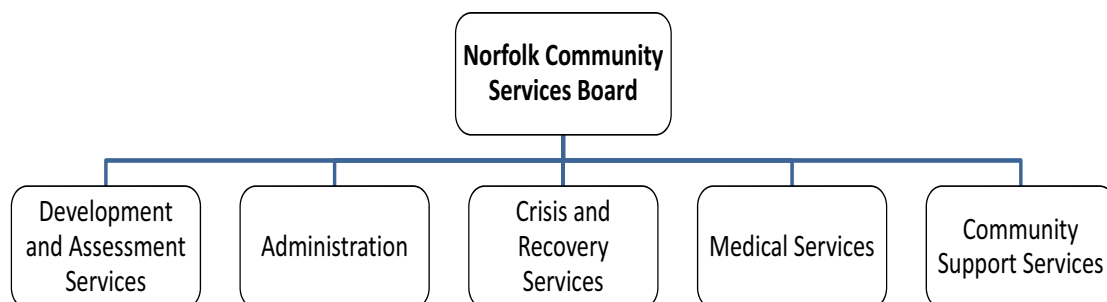 Norfolk Community
Services Board
Development
and Assessment
Services
Administration
Crisis and
Recovery
Services
Medical Services
Community
Support Services